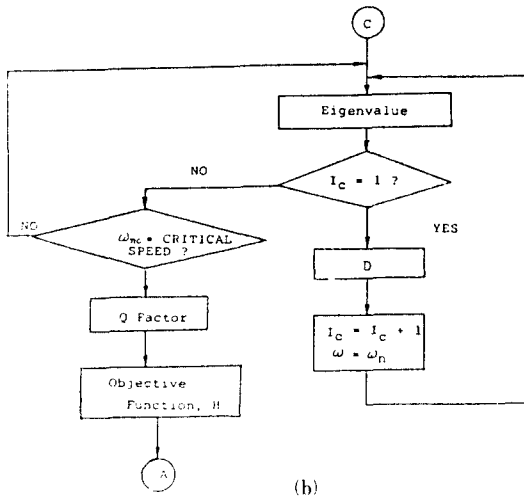 C
Eigenvalue
NO
I_c = 1 ?
NO
YES
ω_nc = CRITICAL
SPEED ?
D
Q Factor
I_c = I_c + 1
ω = ω_n
Objective
Function, H
A
(b)